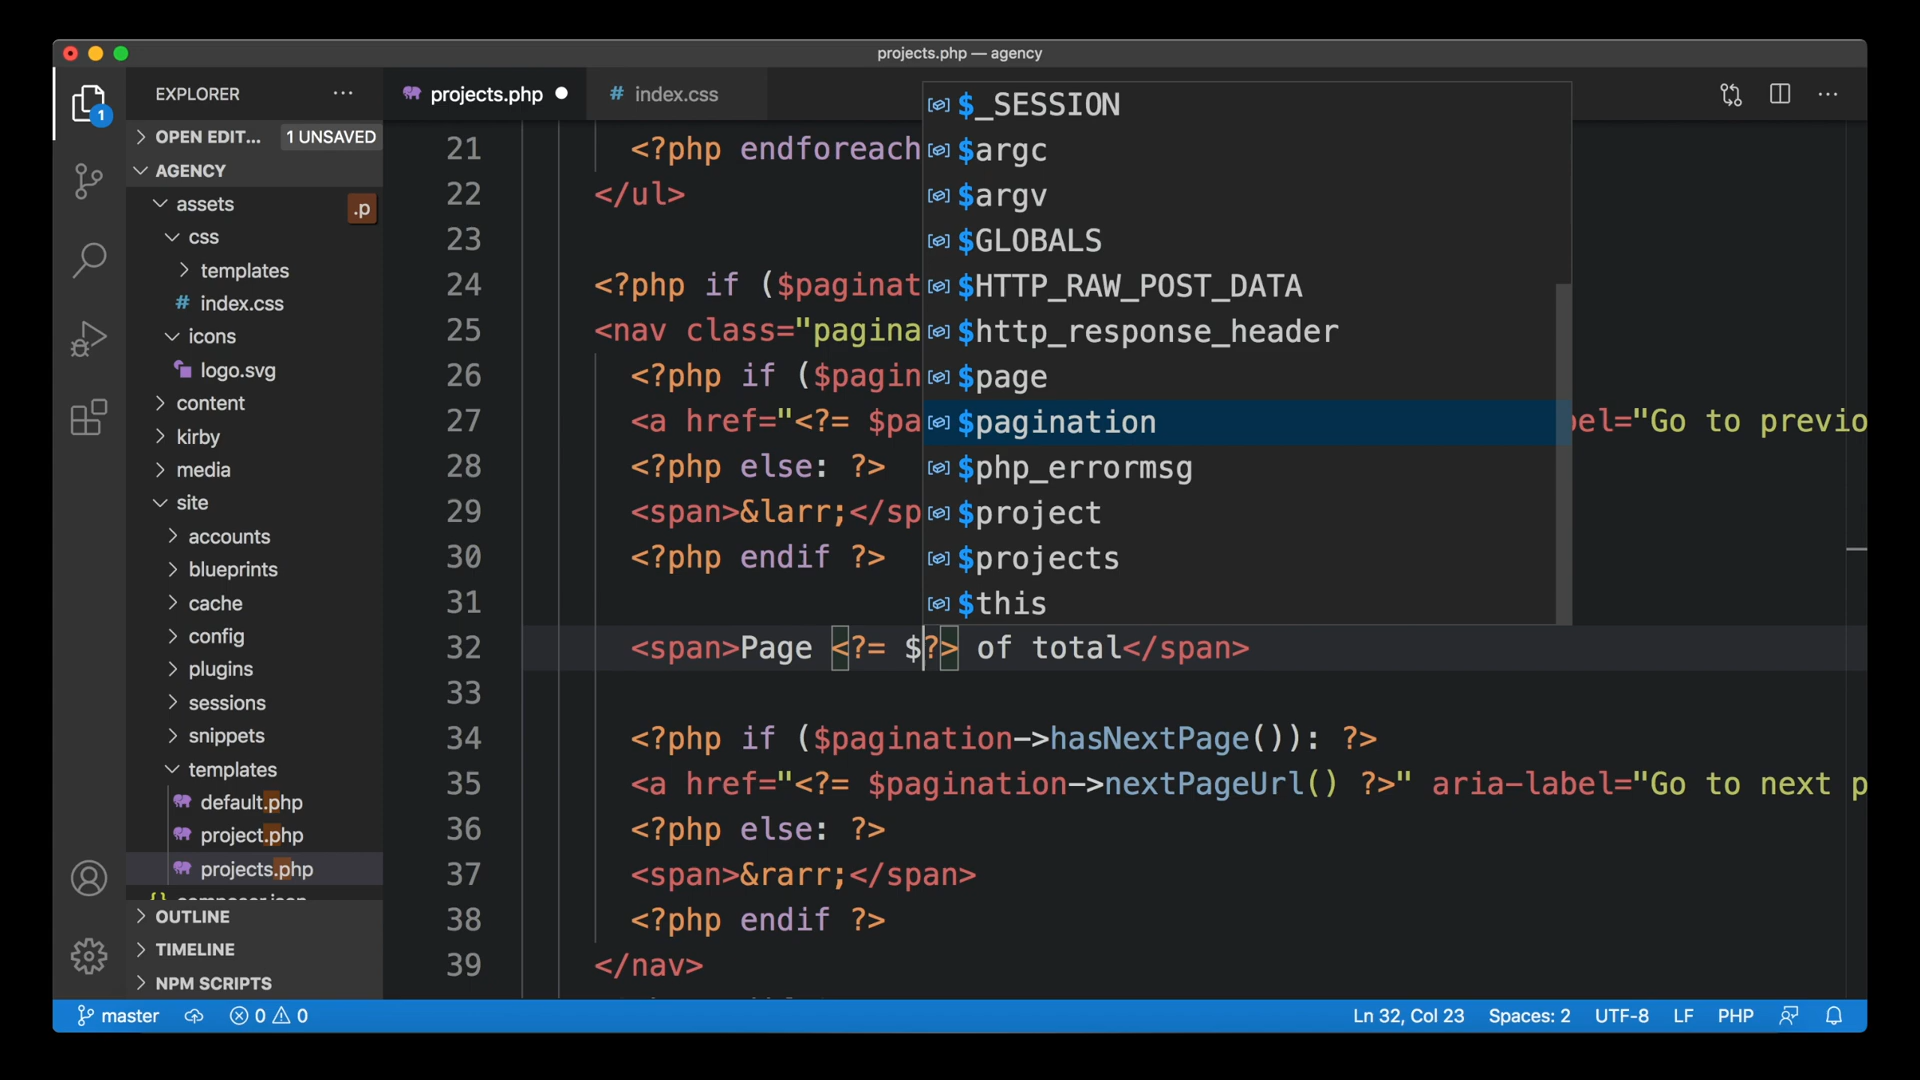 projects.php — agency
EXPLORER
projects.php
# index.css
1
OPEN EDIT... 1 UNSAVED
AGENCY
assets
.p
css
templates
# index.css
icons
logo.svg
content
kirby
media
site
accounts
blueprints
cache
config
plugins
sessions
snippets
templates
default.php
project.php
projects.php
OUTLINE
TIMELINE
NPM SCRIPTS
21 <?php endforeach
22 </ul>
23
24 <?php if ($paginat
25 <nav class="pagina
26 <?php if ($pagin
27 <a href="<?= $pa
28 <?php else: ?>
29 <span>&larr;</sp
30 <?php endif ?>
31
32 <span>Page <?= $?> of total</span>
33
34 <?php if ($pagination->hasNextPage()): ?>
35 <a href="<?= $pagination->nextPageUrl() ?>" aria-label="Go to next p
36 <?php else: ?>
37 <span>&rarr;</span>
38 <?php endif ?>
39 </nav>
$_SESSION
$argc
$argv
$GLOBALS
$HTTP_RAW_POST_DATA
$http_response_header
$page
$pagination
$php_errormsg
$project
$projects
$this
el="Go to previo
master
0 0
Ln 32, Col 23
Spaces: 2
UTF-8
LF
PHP